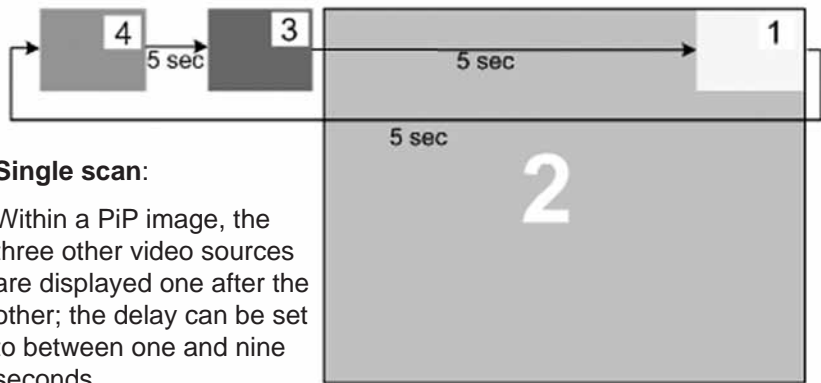 4
3
1
5 sec
5 sec
5 sec
2
Single scan:
Within a PiP image, the
three other video sources
are displayed one after the
other; the delay can be set
to between one and nine
seconds